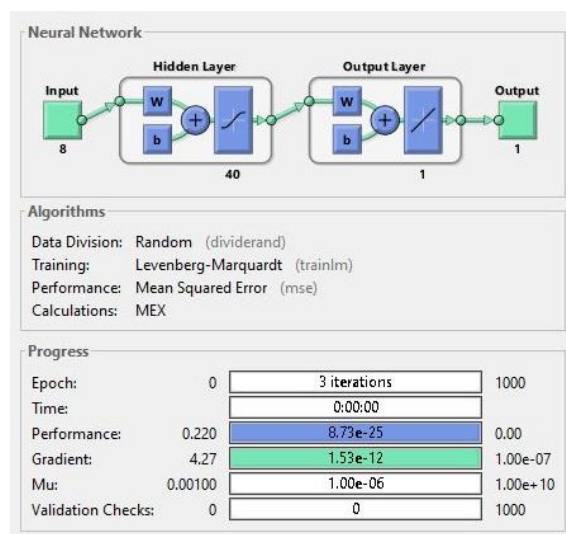 Neural Network
Hidden Layer Output Layer
Input Output
W W
b b
8 40 1 1
Algorithms
Data Division: Random (dividerand)
Training: Levenberg-Marquardt (trainlm)
Performance: Mean Squared Error (mse)
Calculations: MEX
Progress
Epoch: 0 3 iterations 1000
Time: 0:00:00
Performance: 0.220 8.73e-25 0.00
Gradient: 4.27 1.53e-12 1.00e-07
Mu: 0.00100 1.00e-06 1.00e+10
Validation Checks: 0 0 1000